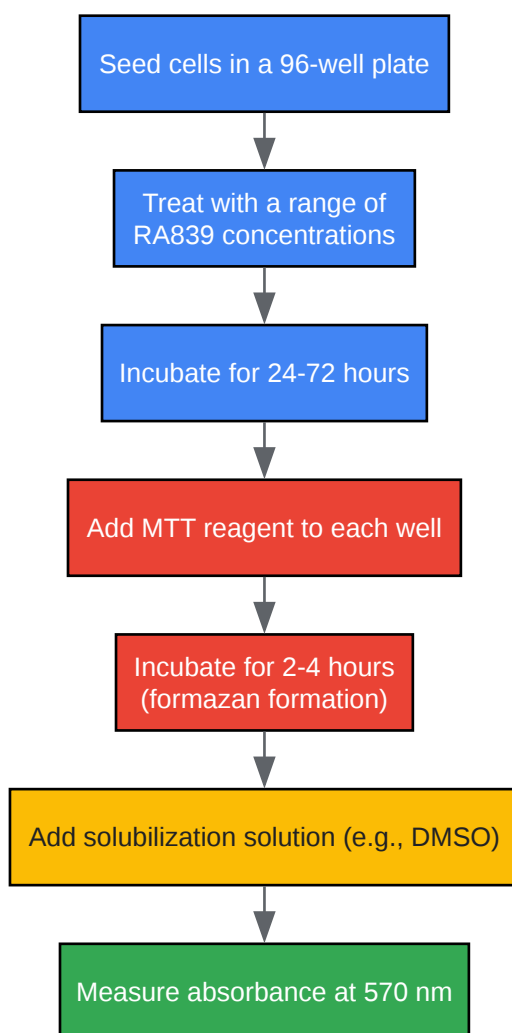 Seed cells in a 96-well plate
Treat with a range of
RA839 concentrations
Incubate for 24-72 hours
Add MTT reagent to each well
Incubate for 2-4 hours
(formazan formation)
Add solubilization solution (e.g., DMSO)
Measure absorbance at 570 nm